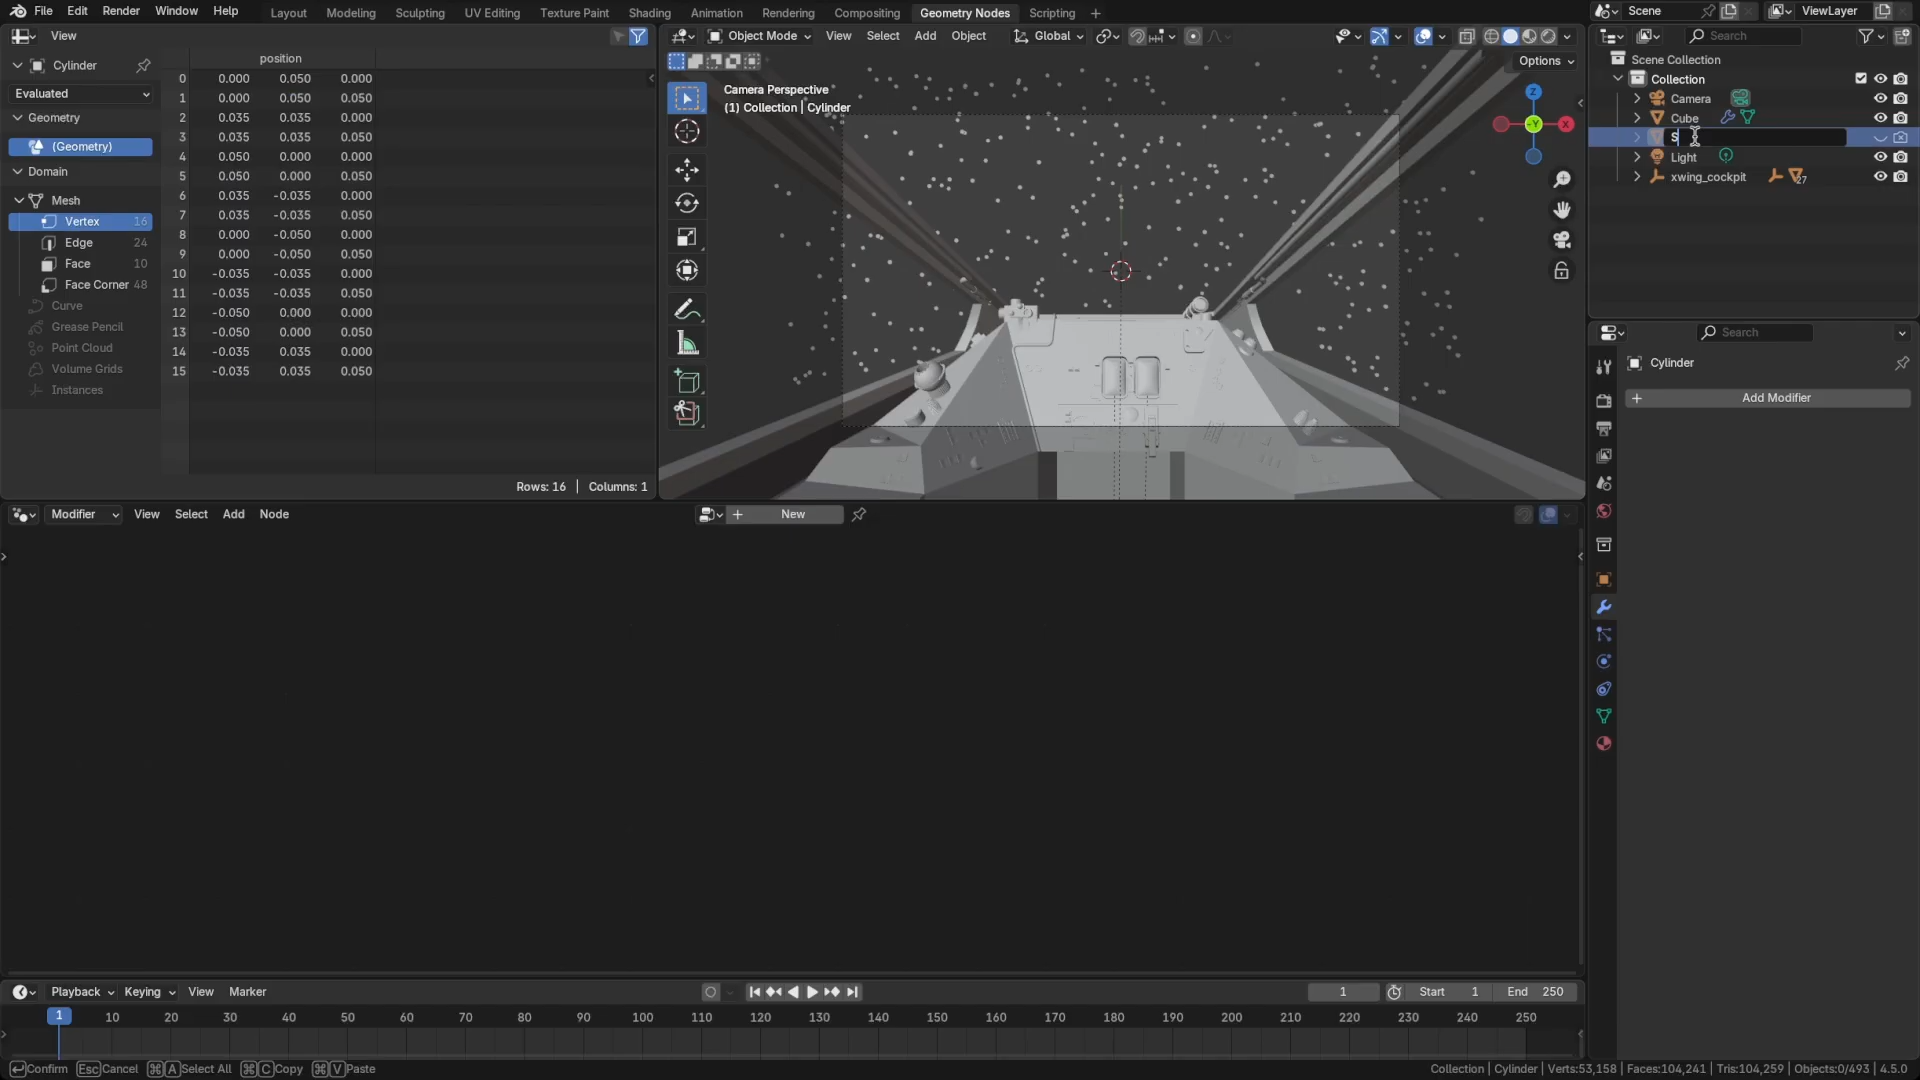 File Edit Render Window Help Layout Modeling Sculpting UV Editing Texture Paint Shading Animation Rendering Compositing Geometry Nodes Scripting + Scene ViewLayer
View
Object Mode View Select Add Object Global
Search
position
Options
Scene Collection
Cylinder
Evaluated
Geometry
(Geometry)
Domain
Mesh
Vertex 16
Edge 24
Face 10
Face Corner 48
Curve
Grease Pencil
Point Cloud
Volume Grids
Instances
0 0.000 0.050 0.000
1 0.000 0.050 0.050
2 0.035 0.035 0.000
3 0.035 0.035 0.050
4 0.050 0.000 0.000
5 0.050 0.000 0.050
6 0.035 -0.035 0.000
7 0.035 -0.035 0.050
8 0.000 -0.050 0.000
9 0.000 -0.050 0.050
10 -0.035 -0.035 0.000
11 -0.035 -0.035 0.050
12 -0.050 0.000 0.000
13 -0.050 0.000 0.050
14 -0.035 0.035 0.000
15 -0.035 0.035 0.050
Rows: 16 | Columns: 1
Camera Perspective
(1) Collection | Cylinder
Z
-Y
X
Collection
Camera
Cube
S
Light
xwing_cockpit 27
Search
Cylinder
+ Add Modifier
Modifier View Select Add Node + New
Playback Keying View Marker 1 Start 1 End 250
1 10 20 30 40 50 60 70 80 90 100 110 120 130 140 150 160 170 180 190 200 210 220 230 240 250
Confirm Esc Cancel ⌘ A Select All ⌘ C Copy ⌘ V Paste
Collection | Cylinder | Verts:53,158 | Faces:104,241 | Tris:104,259 | Objects:0/493 | 4.5.0